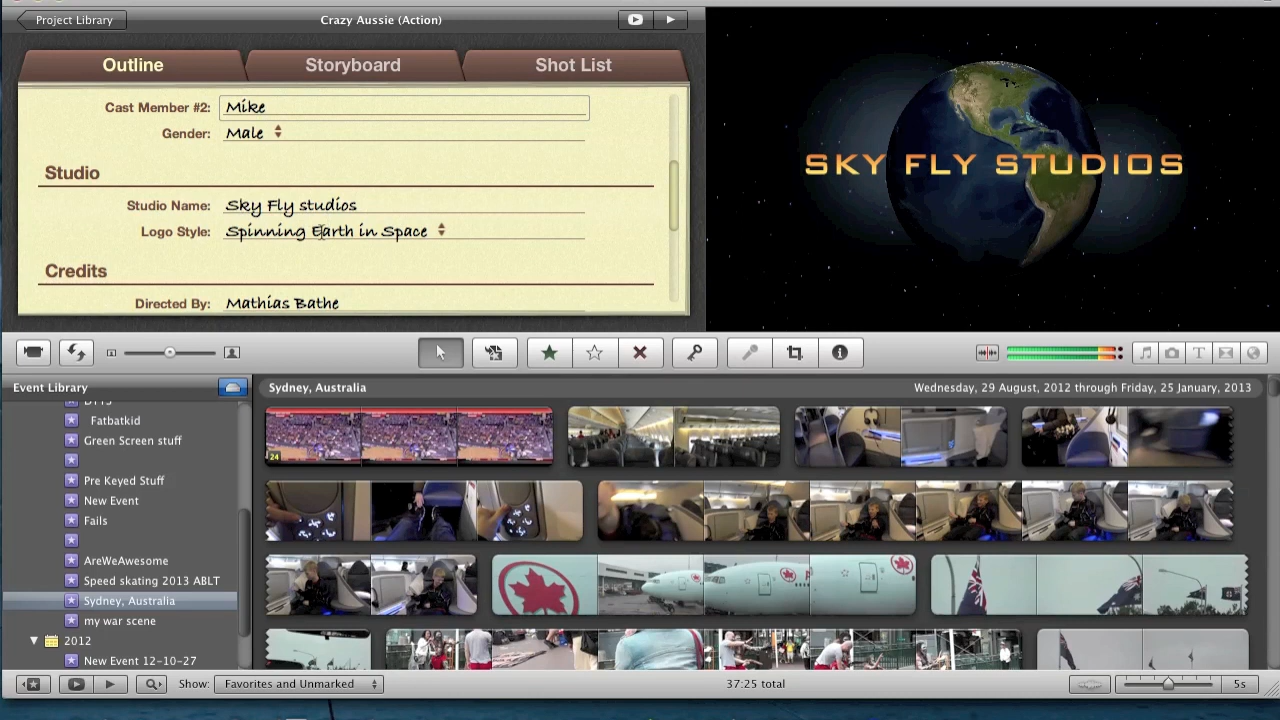 Project Library
Crazy Aussie (Action)
Outline
Storyboard
Shot List
Cast Member #2: Mike
Gender: Male
Studio
Studio Name: Sky Fly studios
Logo Style: Spinning Earth in Space
Credits
Directed By: Mathias Bathe
SKY FLY STUDIOS
Event Library
Fatbatkid
Green Screen stuff
Pre Keyed Stuff
New Event
Fails
AreWeAwesome
Speed skating 2013 ABLT
Sydney, Australia
my war scene
2012
New Event 12-10-27
Sydney, Australia
Wednesday, 29 August, 2012 through Friday, 25 January, 2013
24
Show: Favorites and Unmarked
37:25 total
5s